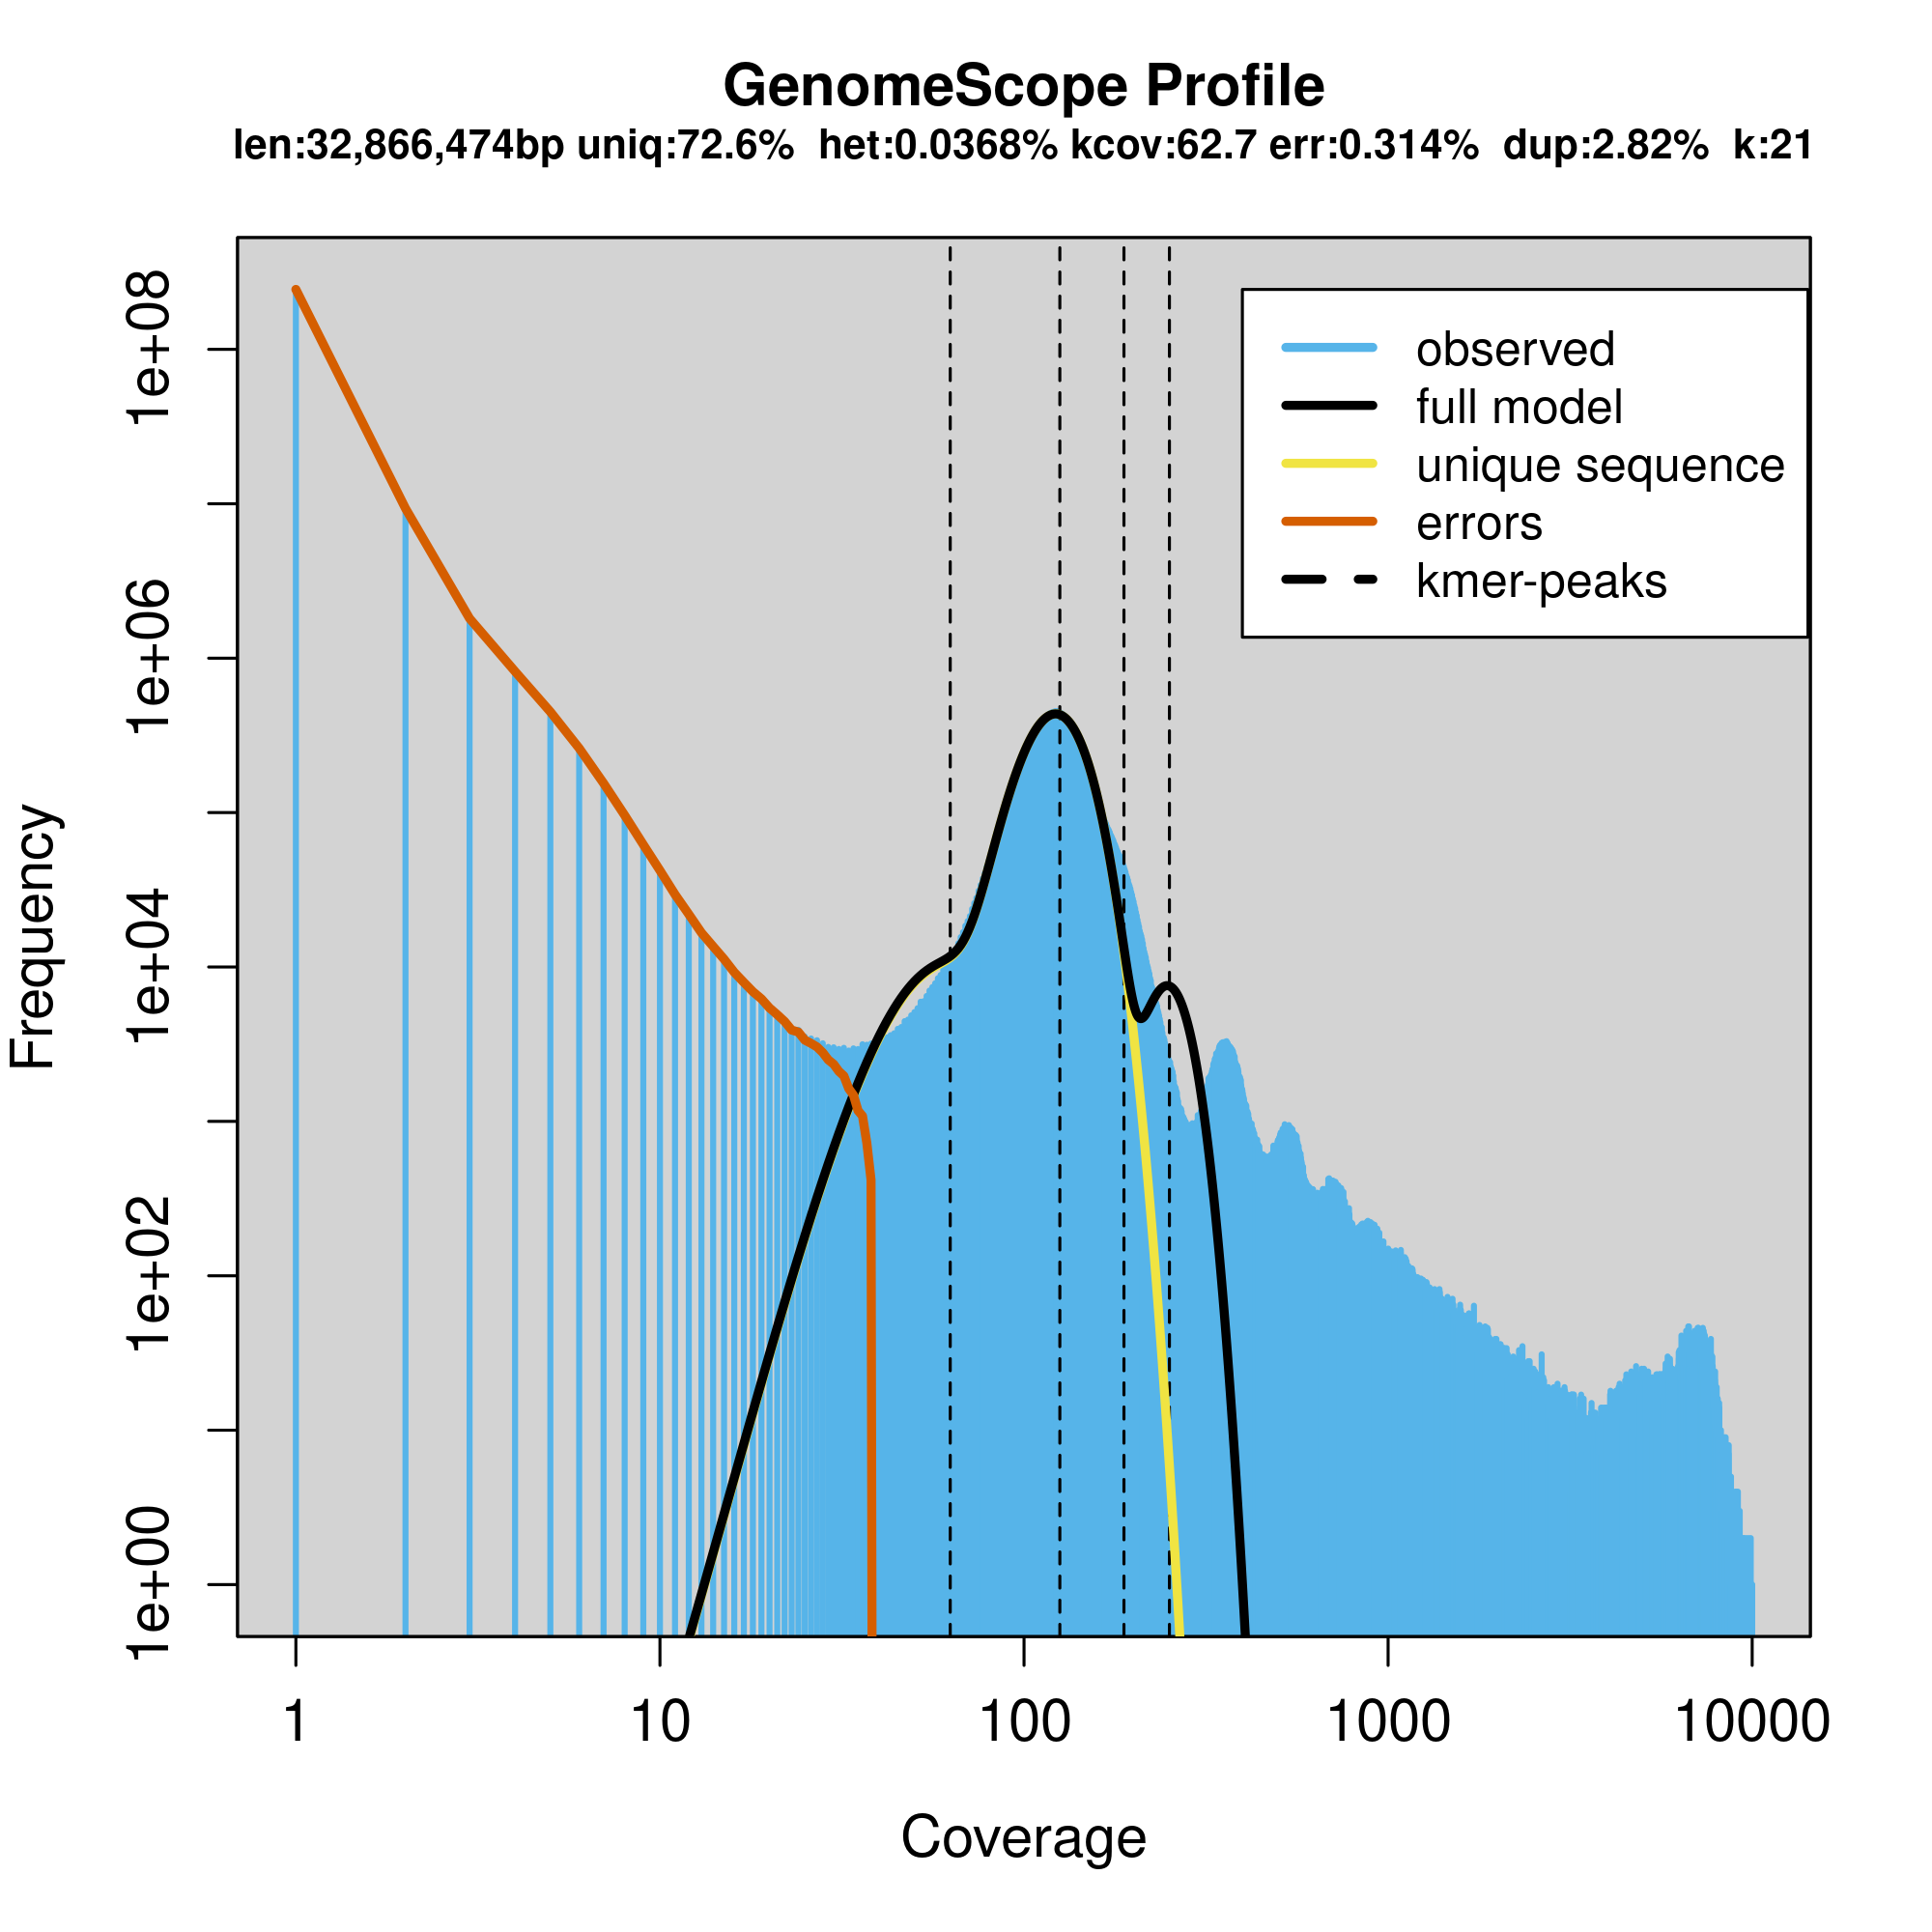 GenomeScope Profile
len:32,866,474bp uniq:72.6% het:0.0368% kcov:62.7 err:0.314% dup:2.82% k:21
observed
full model
unique sequence
errors
kmer-peaks
Frequency
1e+08
1e+06
1e+04
1e+02
1e+00
1 10 100 1000 10000
Coverage